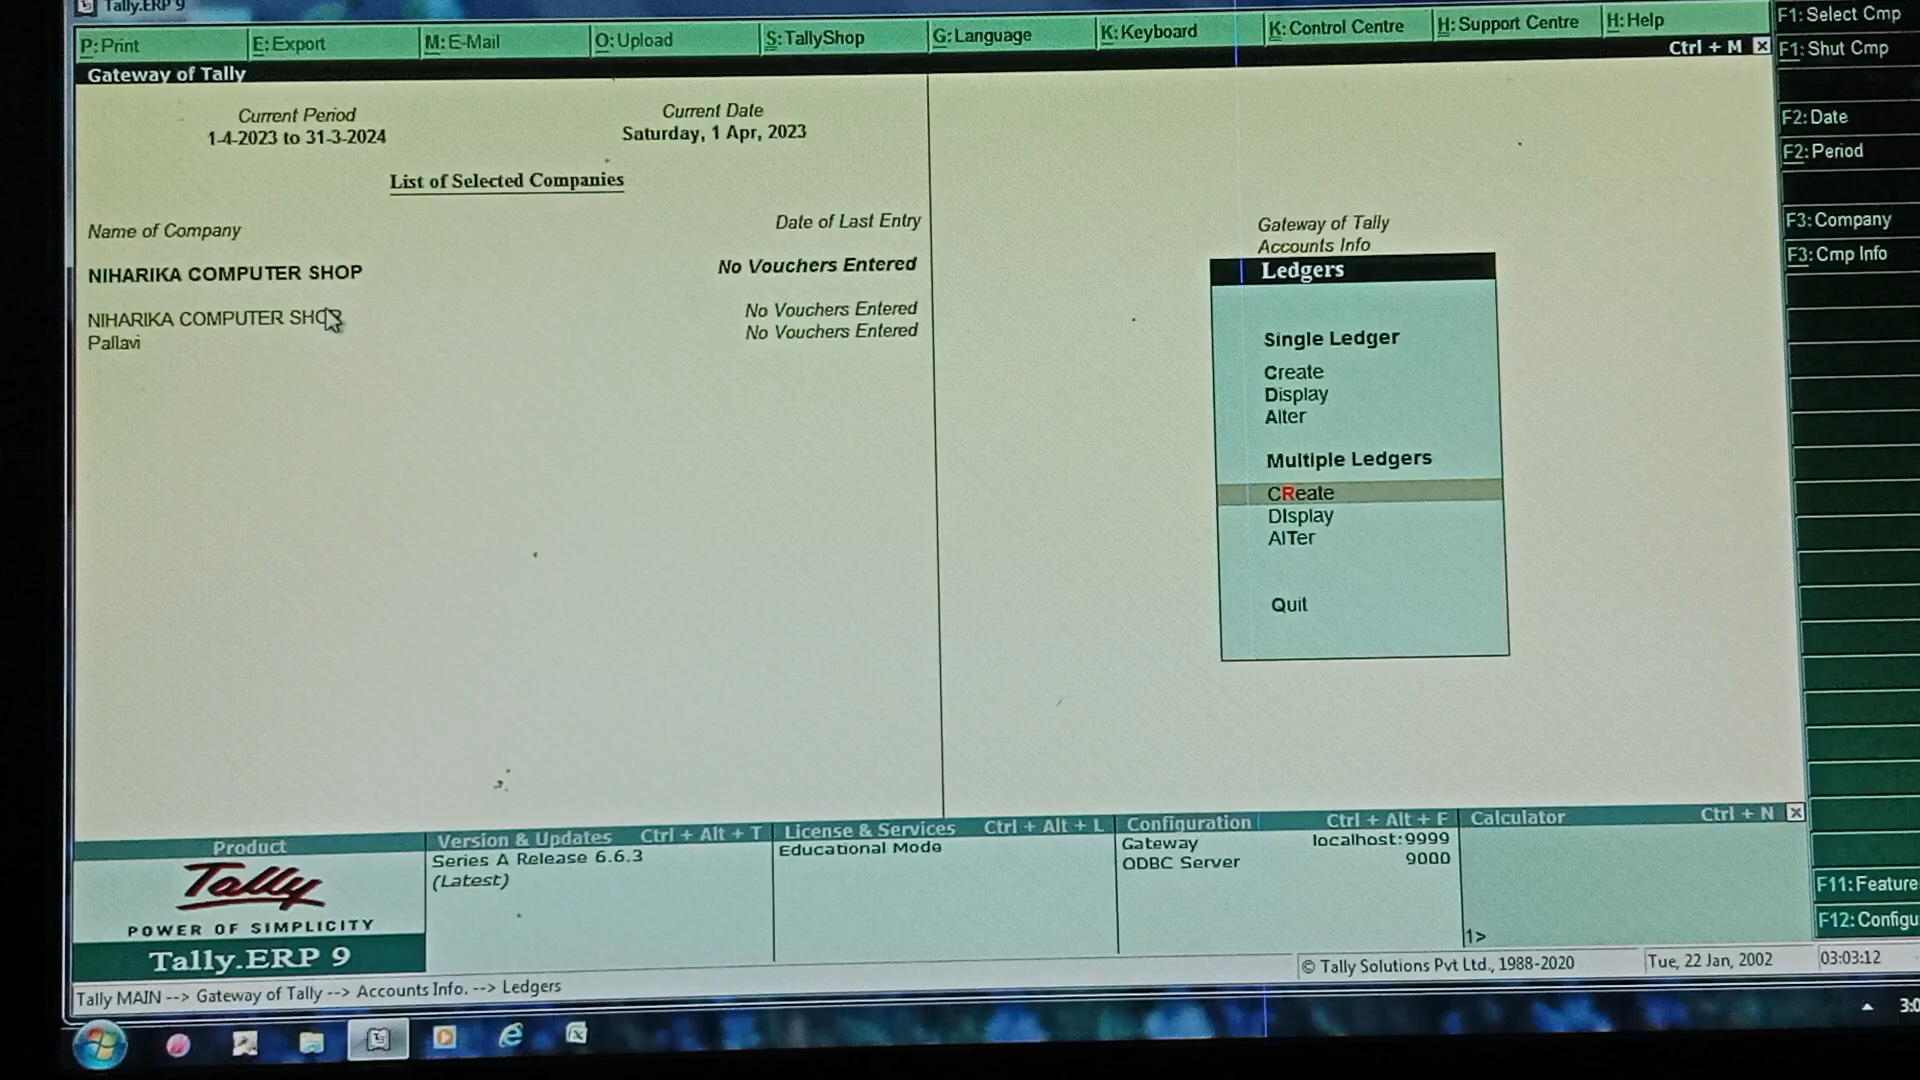 Tally.ERP 9
P: Print E: Export M: E-Mail O: Upload S: TallyShop G: Language K: Keyboard K: Control Centre H: Support Centre H: Help
Gateway of Tally Ctrl + M
Current Period Current Date
1-4-2023 to 31-3-2024 Saturday, 1 Apr, 2023
List of Selected Companies
Name of Company Date of Last Entry
NIHARIKA COMPUTER SHOP No Vouchers Entered
NIHARIKA COMPUTER SHOP No Vouchers Entered
Pallavi No Vouchers Entered
Gateway of Tally
Accounts Info
Ledgers
Single Ledger
Create
Display
Alter
Multiple Ledgers
CReate
DIsplay
AlTer
Quit
F1: Select Cmp
F1: Shut Cmp
F2: Date
F2: Period
F3: Company
F3: Cmp Info
F11: Feature
F12: Configu
Product
Tally
POWER OF SIMPLICITY
Tally.ERP 9
Version & Updates Ctrl + Alt + T
Series A Release 6.6.3
(Latest)
License & Services Ctrl + Alt + L
Educational Mode
Configuration Ctrl + Alt + F
Gateway localhost:9999
ODBC Server 9000
Calculator Ctrl + N
1>
© Tally Solutions Pvt Ltd., 1988-2020 Tue, 22 Jan, 2002 03:03:12
Tally MAIN --> Gateway of Tally --> Accounts Info. --> Ledgers